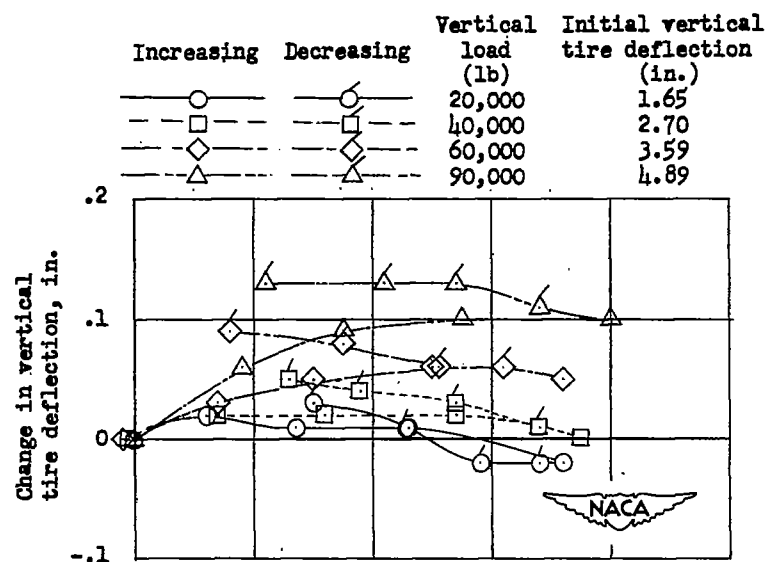 Increasing Decreasing Vertical load (lb) Initial vertical tire deflection (in.)
20,000 1.65
40,000 2.70
60,000 3.59
90,000 4.89
.2
.1
0
-.1
Change in vertical
tire deflection, in.
NACA